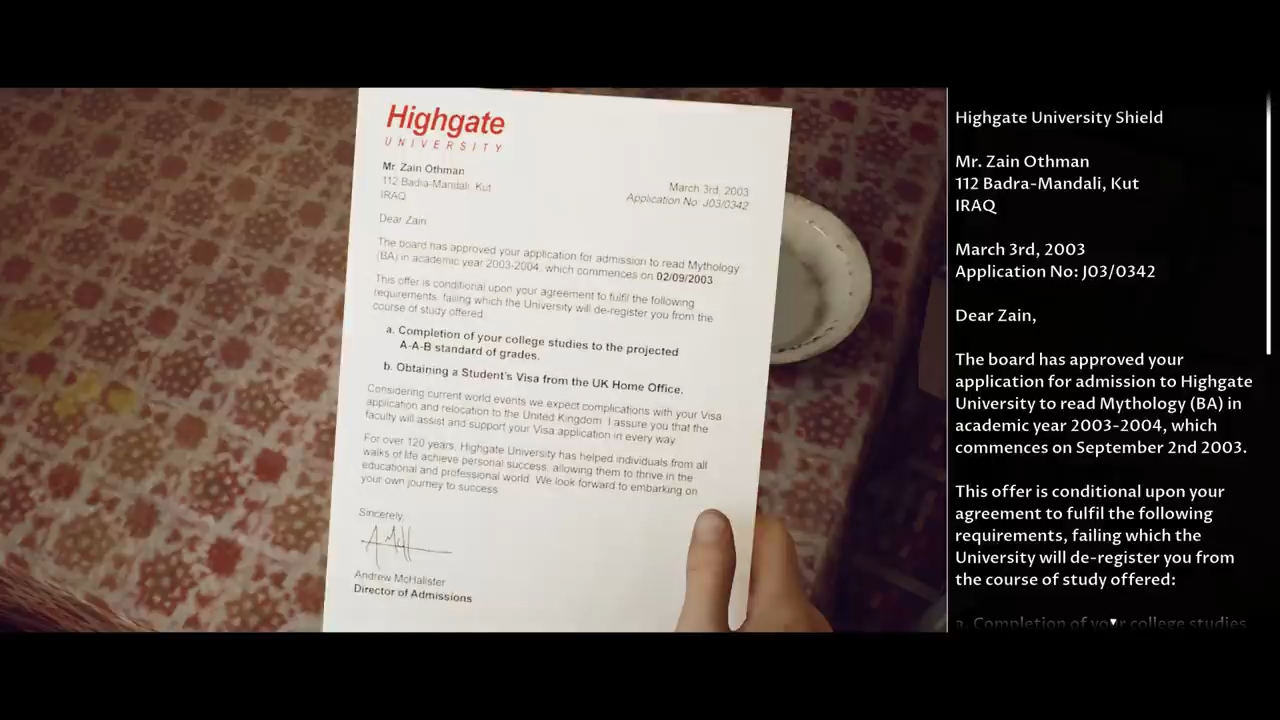 Highgate
UNIVERSITY
Mr Zain Othman
112 Badra-Mandali, Kut
IRAQ
March 3rd, 2003
Application No: J03/0342
Dear Zain
The board has approved your application for admission to read Mythology
(BA) in academic year 2003-2004, which commences on 02/09/2003
This offer is conditional upon your agreement to fulfil the following
requirements, failing which the University will de-register you from the
course of study offered:
a. Completion of your college studies to the projected
A-A-B standard of grades.
b. Obtaining a Student's Visa from the UK Home Office.
Considering current world events we expect complications with your Visa
application and relocation to the United Kingdom. I assure you that the
faculty will assist and support your Visa application in every way
For over 120 years, Highgate University has helped individuals from all
walks of life achieve personal success, allowing them to thrive in the
educational and professional world. We look forward to embarking on
your own journey to success
Sincerely,
Andrew McHalister
Director of Admissions
Highgate University Shield
Mr. Zain Othman
112 Badra-Mandali, Kut
IRAQ
March 3rd, 2003
Application No: J03/0342
Dear Zain,
The board has approved your
application for admission to Highgate
University to read Mythology (BA) in
academic year 2003-2004, which
commences on September 2nd 2003.
This offer is conditional upon your
agreement to fulfil the following
requirements, failing which the
University will de-register you from
the course of study offered:
a. Completion of your college studies